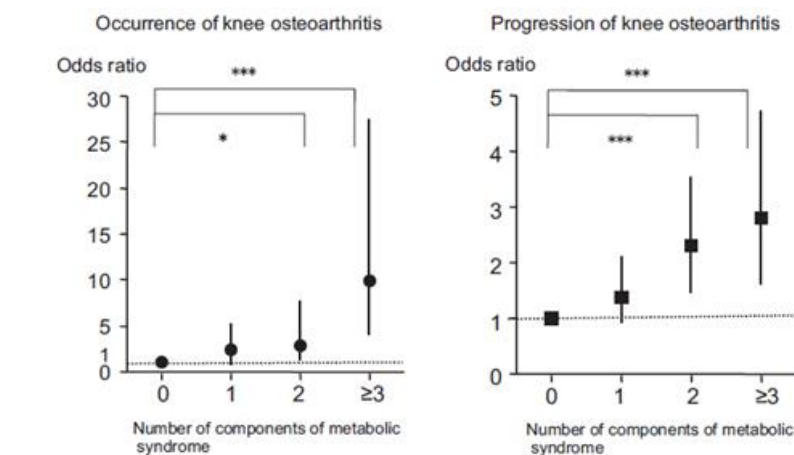 Occurrence of knee osteoarthritis
Odds ratio
***
*
30
25
20
15
10
5
1
0
0 1 2 ≥3
Number of components of metabolic
syndrome
Progression of knee osteoarthritis
Odds ratio
***
***
5
4
3
2
1
0
0 1 2 ≥3
Number of components of metabolic
syndrome